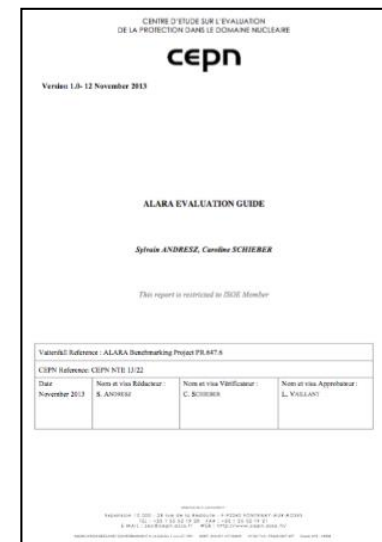 CENTRE D'ETUDE SUR L'EVALUATION
DE LA PROTECTION DANS LE DOMAINE NUCLEAIRE
cepn
Version 1.0- 12 November 2013
ALARA EVALUATION GUIDE
Sylvain ANDRESZ, Caroline SCHIEBER
This report is restricted to ISOE Member
Vattenfall Reference : ALARA Benchmarking Project PR.647.6
CEPN Reference: CEPN NTE 13/22
Date
November 2013
Nom et visa Rédacteur :
S. ANDRESZ
Nom et visa Vérificateur :
C. SCHIEBER
Nom et visa Approbateur :
L. VAILLANT